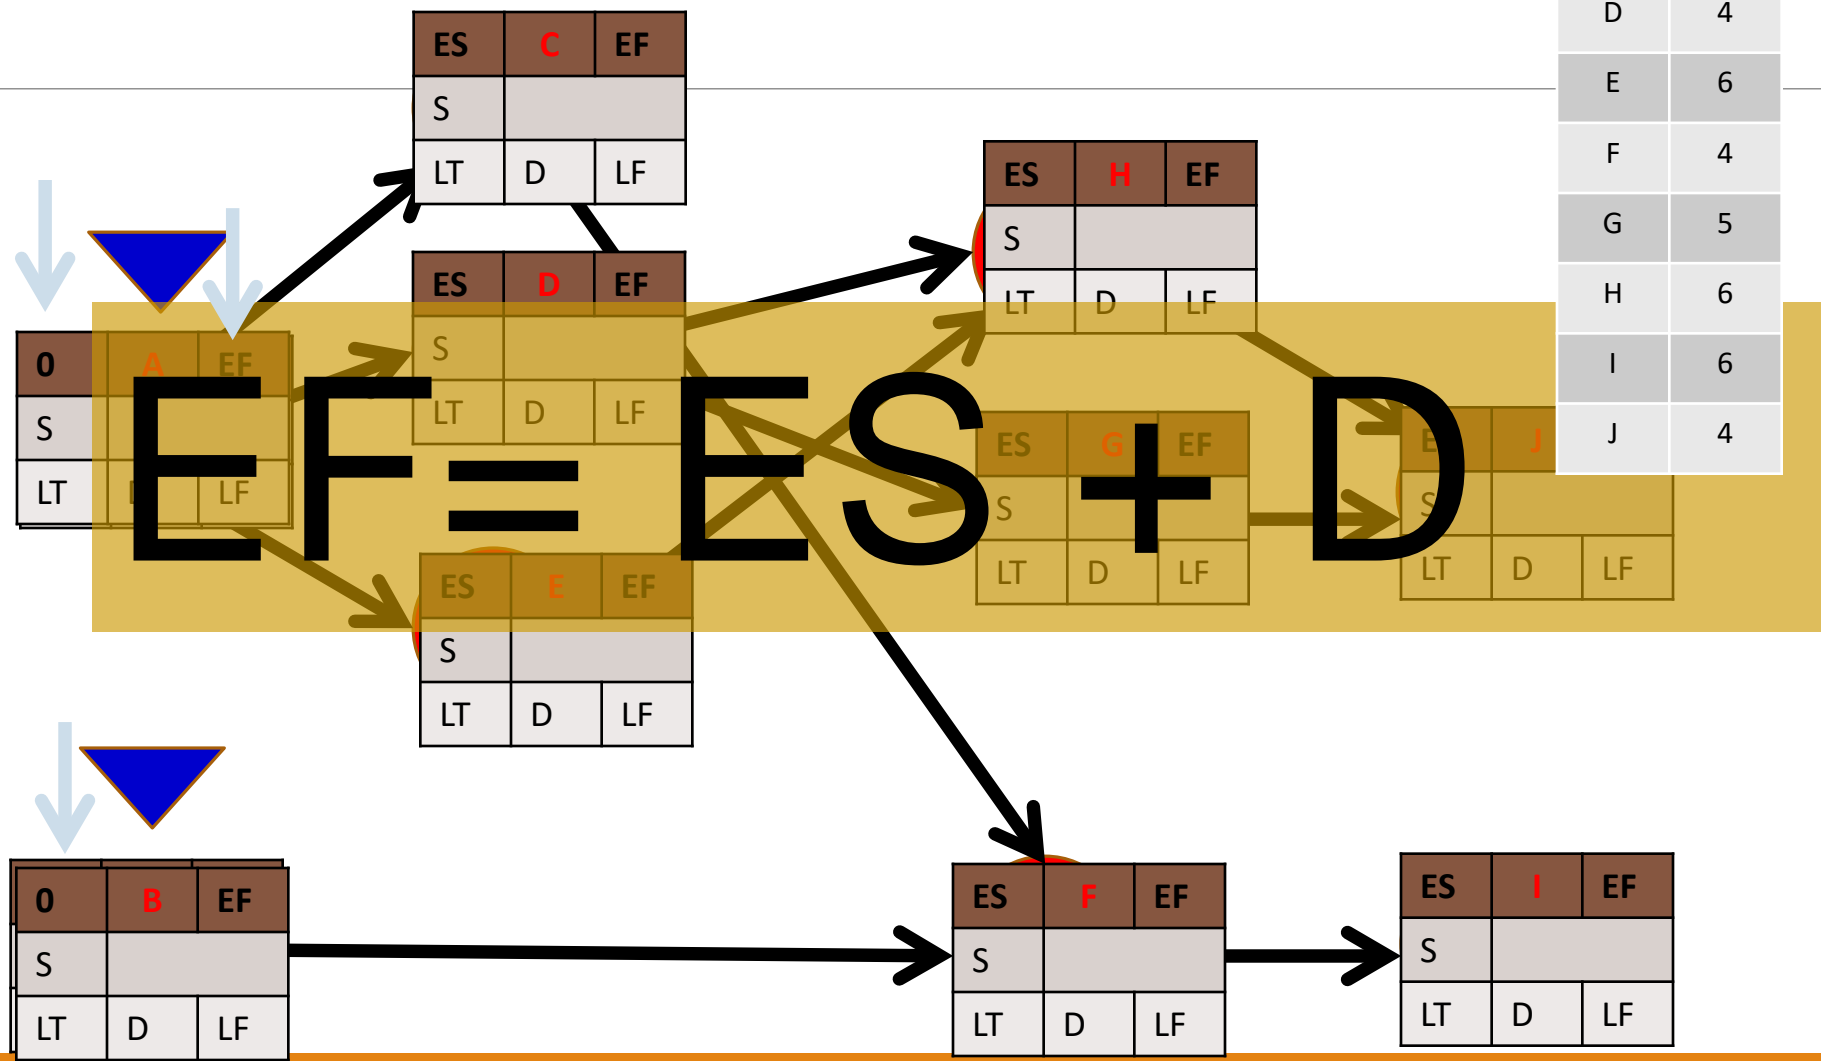 D 4
E 6
F 4
G 5
H 6
I 6
J 4
ES C EF
S
LT D LF
ES H EF
S
LT D LF
ES D EF
S
LT D LF
0 A EF
S
LT LF
EF = ES + D
ES G EF
S
LT D LF
J
S
LT D LF
ES E EF
S
LT D LF
0 B EF
S
LT D LF
ES F EF
S
LT D LF
ES I EF
S
LT D LF